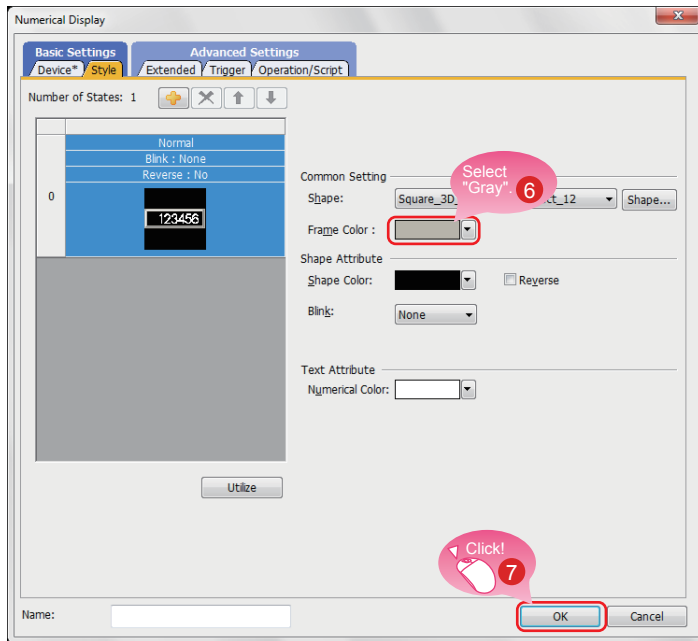 Numerical Display
Basic Settings
Advanced Settings
Device* Style Extended Trigger Operation/Script
Number of States: 1
Normal
Blink : None
Reverse : No
0
123456
Common Setting
Select
"Gray". 6
Shape: Square_3D_ ct_12 Shape...
Frame Color :
Shape Attribute
Shape Color: Reverse
Blink: None
Text Attribute
Numerical Color:
Utilize
Click!
7
Name: OK Cancel